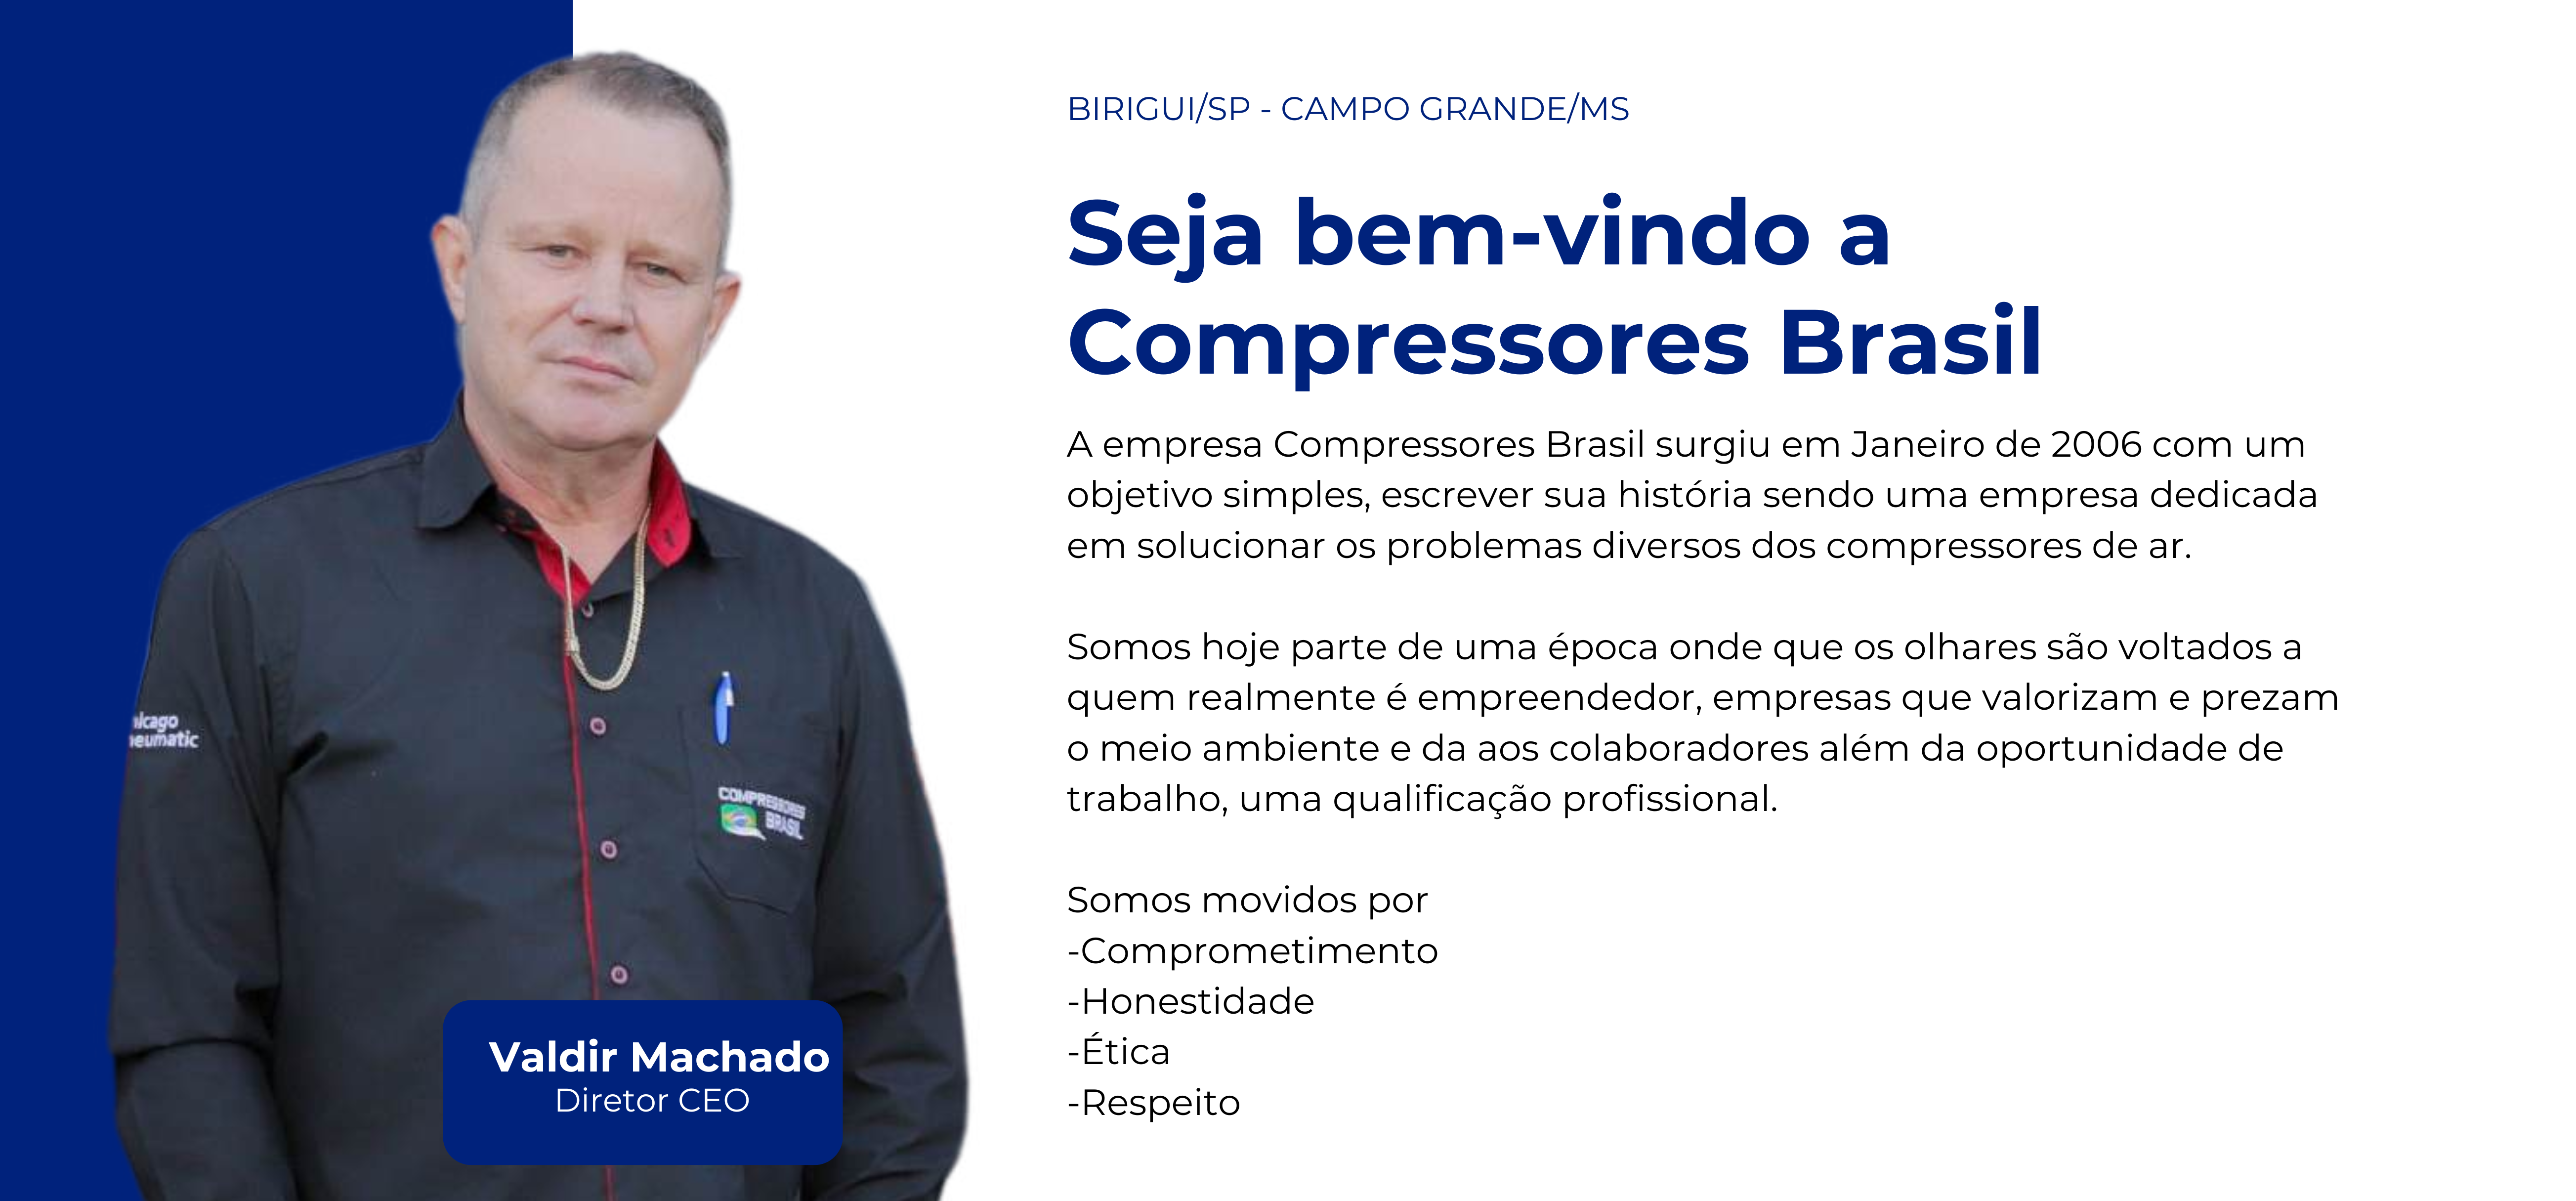 BIRIGUI/SP - CAMPO GRANDE/MS
Seja bem-vindo a
Compressores Brasil
A empresa Compressores Brasil surgiu em Janeiro de 2006 com um
objetivo simples, escrever sua história sendo uma empresa dedicada
em solucionar os problemas diversos dos compressores de ar.
Somos hoje parte de uma época onde que os olhares são voltados a
quem realmente é empreendedor, empresas que valorizam e prezam
o meio ambiente e da aos colaboradores além da oportunidade de
trabalho, uma qualificação profissional.
Somos movidos por
-Comprometimento
-Honestidade
-Ética
-Respeito
COMPRESSORES
BRASIL
Valdir Machado
Diretor CEO